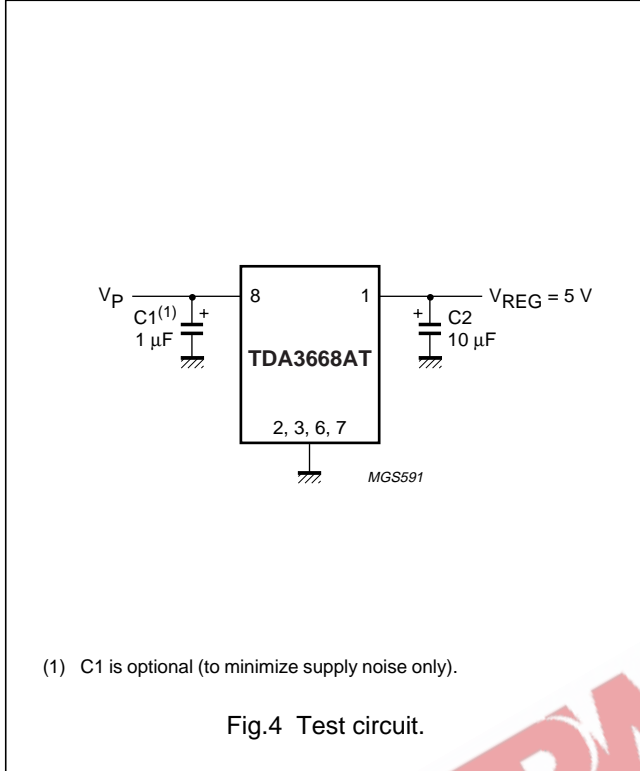 V_P
8
1
V_REG = 5 V
C1(1)
+
1 μF
+
C2
10 μF
TDA3668AT
2, 3, 6, 7
MGS591
(1) C1 is optional (to minimize supply noise only).
Fig.4 Test circuit.